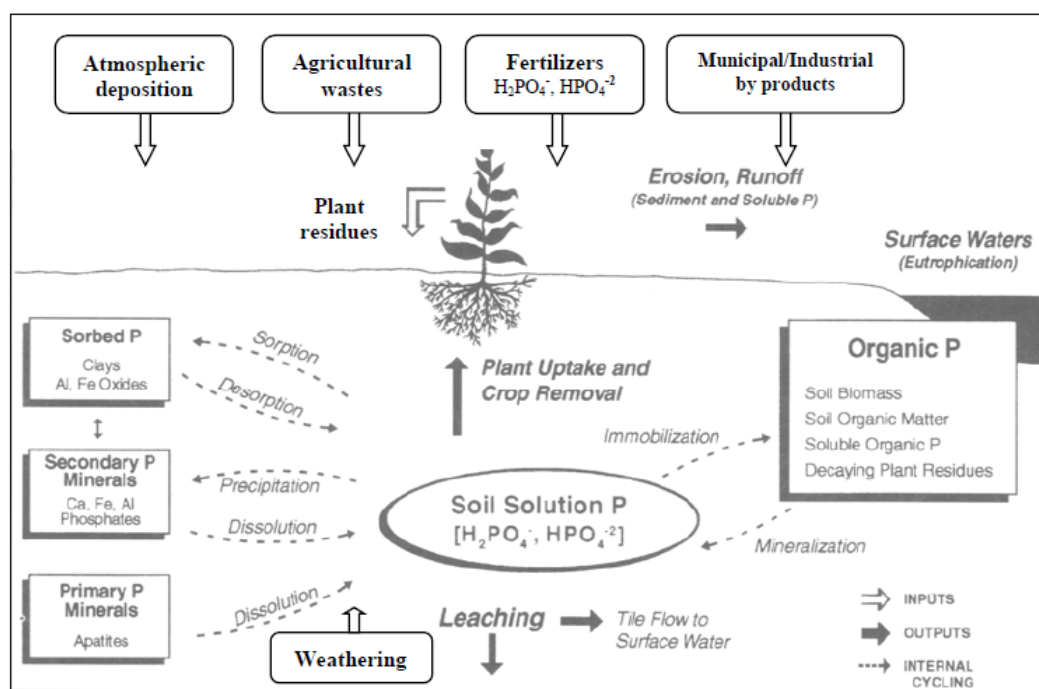 Atmospheric
deposition
Agricultural
wastes
Fertilizers
H₂PO₄⁻, HPO₄⁻²
Municipal/Industrial
by products
Plant
residues
Erosion, Runoff
(Sediment and Soluble P)
Surface Waters
(Eutrophication)
Sorbed P
Clays
Al, Fe Oxides
Sorption
Desorption
Plant Uptake and
Crop Removal
Organic P
Soil Biomass
Soil Organic Matter
Soluble Organic P
Decaying Plant Residues
Immobilization
Secondary P
Minerals
Ca, Fe, Al
Phosphates
Precipitation
Dissolution
Soil Solution P
[H₂PO₄⁻, HPO₄⁻²]
Mineralization
Primary P
Minerals
Apatites
Dissolution
Weathering
Leaching
Tile Flow to
Surface Water
INPUTS
OUTPUTS
INTERNAL
CYCLING